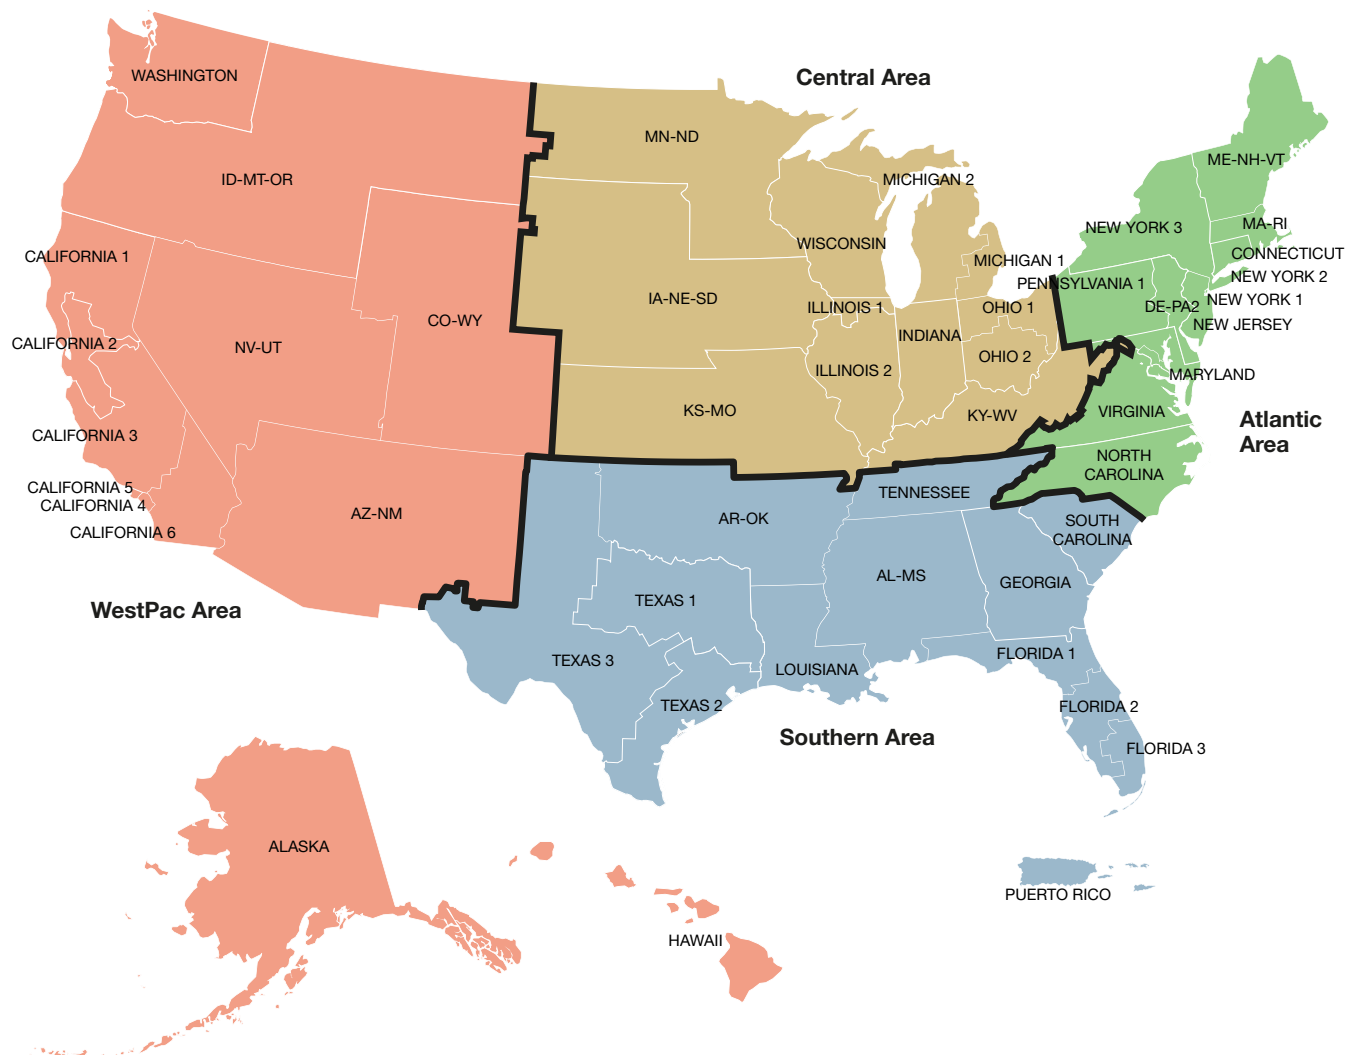 Central Area
WASHINGTON
MN-ND
ME-NH-VT
ID-MT-OR
MICHIGAN 2
NEW YORK 3
MA-RI
CALIFORNIA 1
WISCONSIN
MICHIGAN 1
CONNECTICUT
PENNSYLVANIA 1
NEW YORK 2
IA-NE-SD
ILLINOIS 1
OHIO 1
DE-PA2
NEW YORK 1
CO-WY
INDIANA
NEW JERSEY
CALIFORNIA 2
NV-UT
OHIO 2
ILLINOIS 2
MARYLAND
KS-MO
KY-WV
VIRGINIA
Atlantic
Area
CALIFORNIA 3
NORTH
CAROLINA
CALIFORNIA 5
CALIFORNIA 4
TENNESSEE
AZ-NM
AR-OK
SOUTH
CAROLINA
CALIFORNIA 6
AL-MS
GEORGIA
WestPac Area
TEXAS 1
TEXAS 3
LOUISIANA
FLORIDA 1
TEXAS 2
FLORIDA 2
Southern Area
FLORIDA 3
ALASKA
PUERTO RICO
HAWAII